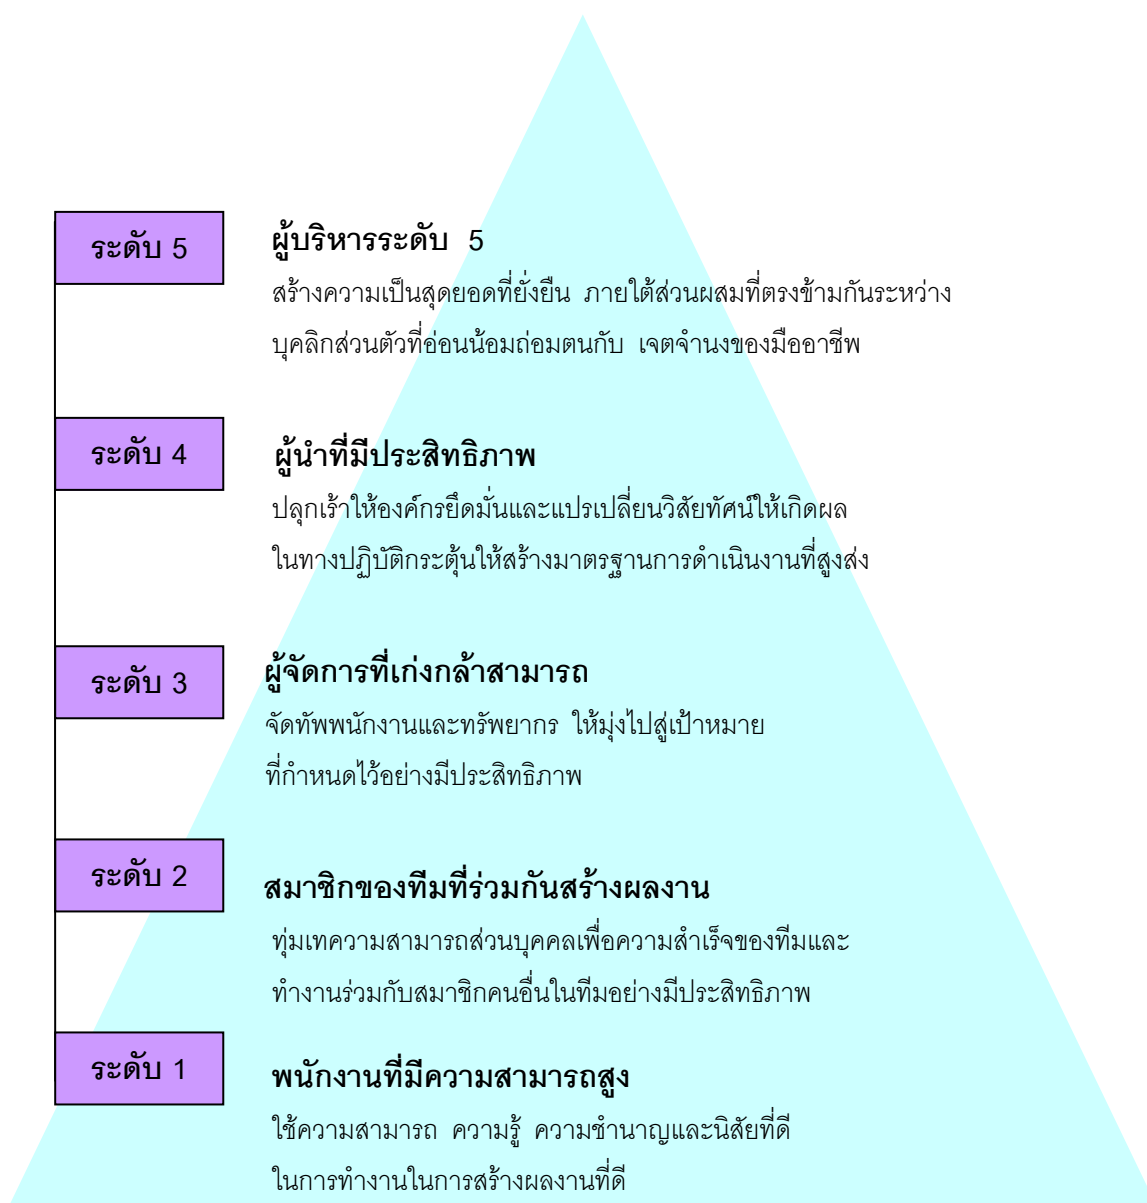 ระดับ 5
ผู้บริหารระดับ 5
สร้างความเป็นสุดยอดที่ยั่งยืน ภายใต้ส่วนผสมที่ตรงข้ามกันระหว่าง
บุคลิกส่วนตัวที่อ่อนน้อมถ่อมตนกับ เจตจำนงของมืออาชีพ
ระดับ 4
ผู้นำที่มีประสิทธิภาพ
ปลุกเร้าให้องค์กรยึดมั่นและแปรเปลี่ยนวิสัยทัศน์ให้เกิดผล
ในทางปฏิบัติกระตุ้นให้สร้างมาตรฐานการดำเนินงานที่สูงส่ง
ระดับ 3
ผู้จัดการที่เก่งกล้าสามารถ
จัดทัพพนักงานและทรัพยากร ให้มุ่งไปสู่เป้าหมาย
ที่กำหนดไว้อย่างมีประสิทธิภาพ
ระดับ 2
สมาชิกของทีมที่ร่วมกันสร้างผลงาน
ทุ่มเทความสามารถส่วนบุคคลเพื่อความสำเร็จของทีมและ
ทำงานร่วมกับสมาชิกคนอื่นในทีมอย่างมีประสิทธิภาพ
ระดับ 1
พนักงานที่มีความสามารถสูง
ใช้ความสามารถ ความรู้ ความชำนาญและนิสัยที่ดี
ในการทำงานในการสร้างผลงานที่ดี